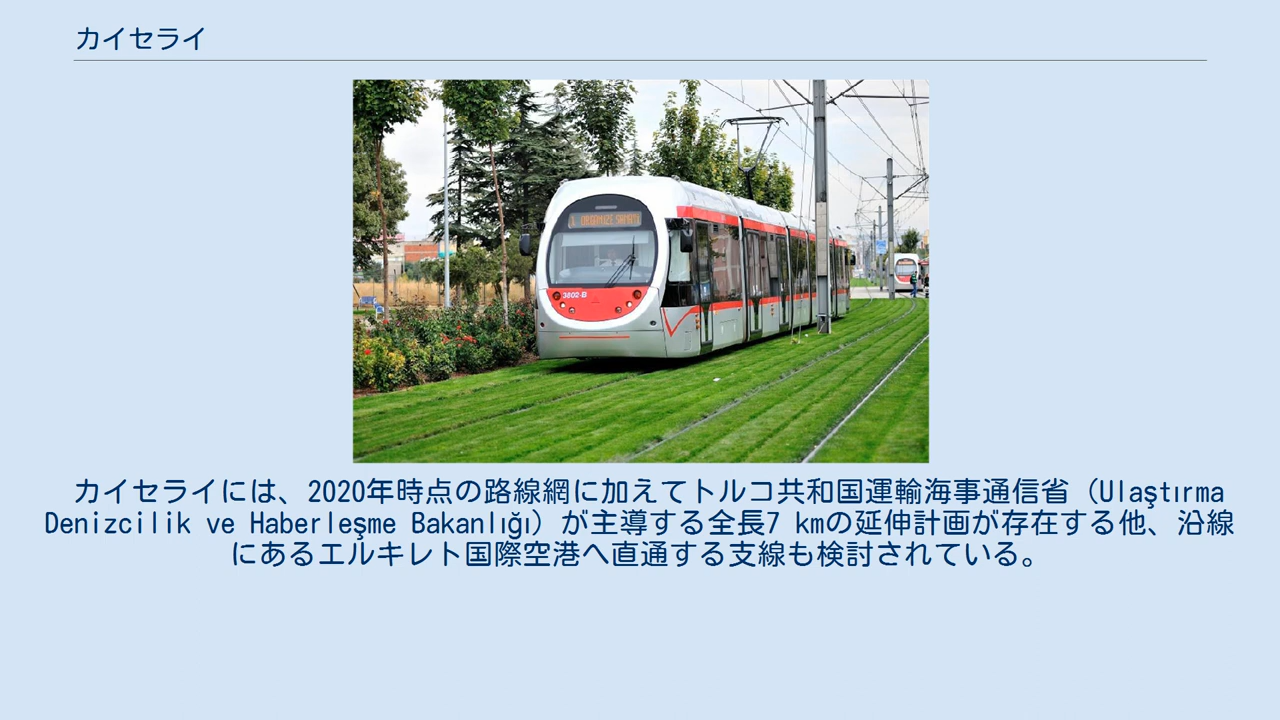 カイセライ
1 ORGANIZE SANAYI
3802-B
カイセライには、2020年時点の路線網に加えてトルコ共和国運輸海事通信省（Ulaştırma
Denizcilik ve Haberleşme Bakanlığı）が主導する全長7 kmの延伸計画が存在する他、沿線
にあるエルキレト国際空港へ直通する支線も検討されている。